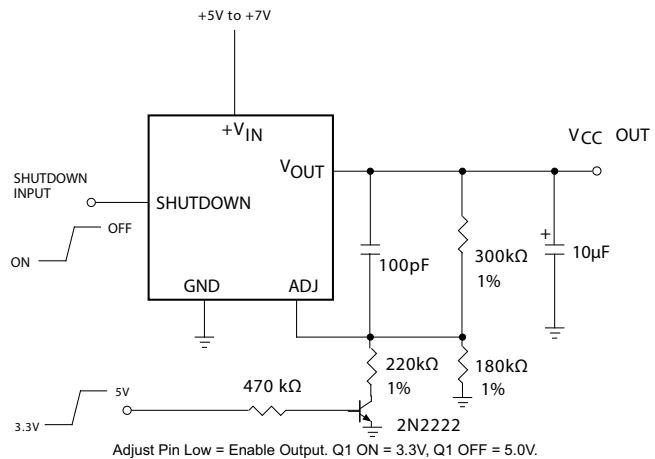 +5V to +7V
+VIN
VCC OUT
VOUT
SHUTDOWN
INPUT
SHUTDOWN
OFF
ON
300kΩ
1%
+
10µF
100pF
GND
ADJ
220kΩ
1%
180kΩ
1%
470 kΩ
5V
3.3V
2N2222
Adjust Pin Low = Enable Output. Q1 ON = 3.3V, Q1 OFF = 5.0V.